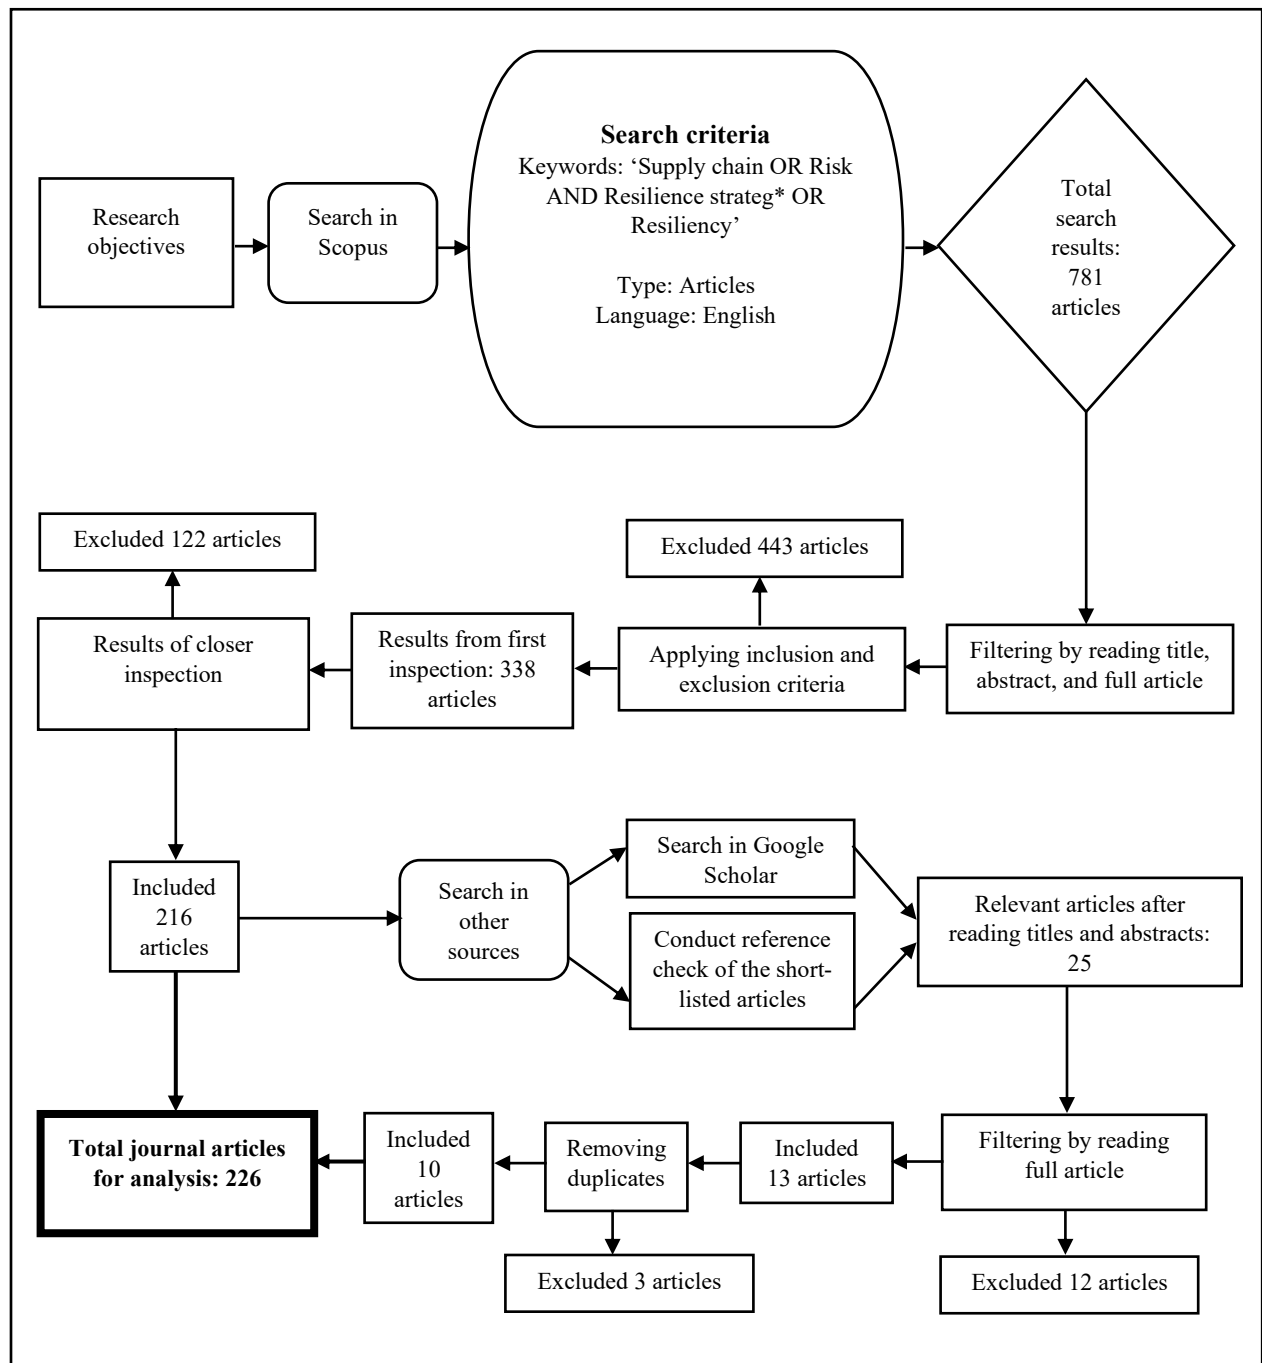 Research
objectives
Search in
Scopus
Search criteria
Keywords: ‘Supply chain OR Risk
AND Resilience strateg* OR
Resiliency’
Type: Articles
Language: English
Total
search
results:
781
articles
Excluded 122 articles
Excluded 443 articles
Results of closer
inspection
Results from first
inspection: 338
articles
Applying inclusion and
exclusion criteria
Filtering by reading title,
abstract, and full article
Included
216
articles
Search in
other
sources
Search in Google
Scholar
Conduct reference
check of the short-
listed articles
Relevant articles after
reading titles and abstracts:
25
Total journal articles
for analysis: 226
Included
10
articles
Removing
duplicates
Included
13 articles
Filtering by reading
full article
Excluded 3 articles
Excluded 12 articles